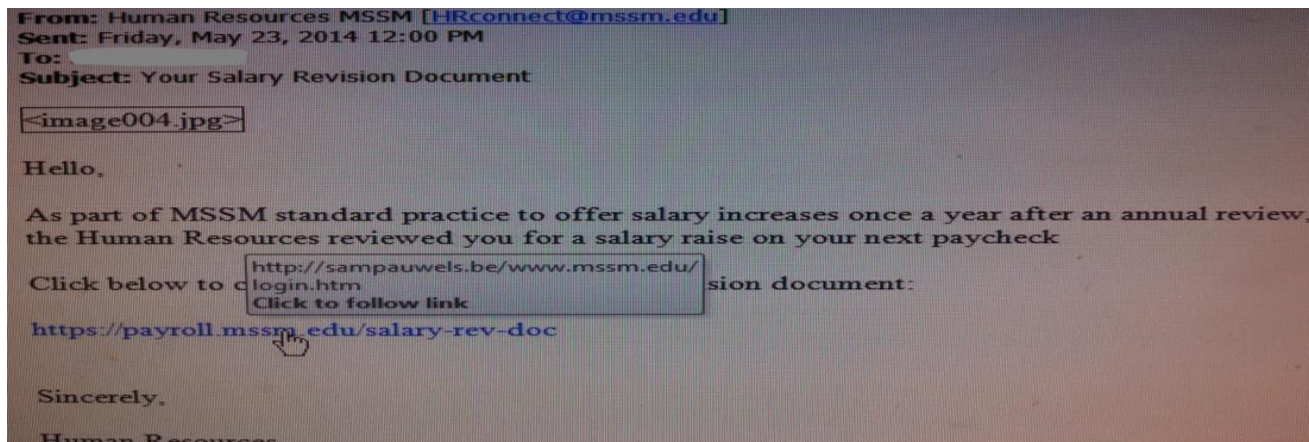 From: Human Resources MSSM [HRconnect@mssm.edu]
Sent: Friday, May 23, 2014 12:00 PM
To:
Subject: Your Salary Revision Document
<image004.jpg>
Hello,
As part of MSSM standard practice to offer salary increases once a year after an annual review,
the Human Resources reviewed you for a salary raise on your next paycheck
http://sampauwels.be/www.mssm.edu/
login.htm
Click to follow link
Click below to sion document:
https://payroll.mssm.edu/salary-rev-doc
Sincerely,
Human Resources